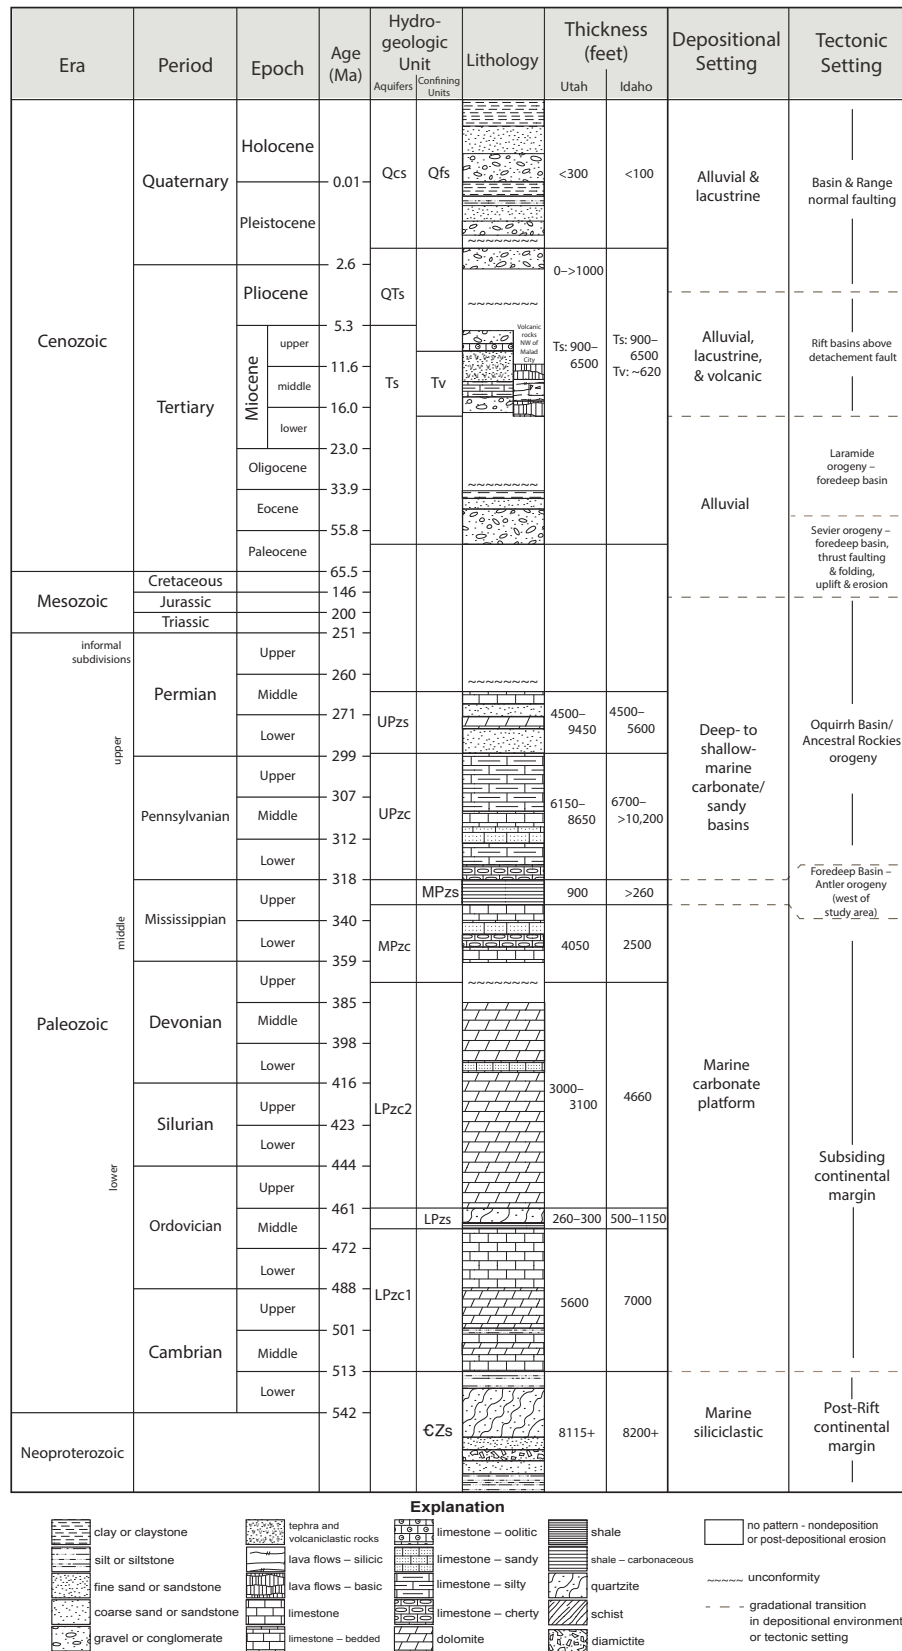 Era
Period
Epoch
Age
(Ma)
Hydro-
geologic
Unit
Aquifers
Confining
Units
Lithology
Thickness
(feet)
Utah
Idaho
Depositional
Setting
Tectonic
Setting
Cenozoic
Quaternary
Holocene
0.01
Pleistocene
2.6
Qcs
Qfs
<300
<100
Alluvial &
lacustrine
Basin & Range
normal faulting
Tertiary
Pliocene
5.3
QTs
0–>1000
Miocene
upper
11.6
middle
16.0
lower
23.0
Ts
Tv
Volcanic
rocks
NW of
Malad
City
Ts: 900–
6500
Ts: 900–
6500
Tv: ~620
Alluvial,
lacustrine,
& volcanic
Rift basins above
detachement fault
Oligocene
33.9
Eocene
55.8
Paleocene
65.5
Alluvial
Laramide
orogeny –
foredeep basin
Sevier orogeny –
foredeep basin,
thrust faulting
& folding,
uplift & erosion
Mesozoic
Cretaceous
146
Jurassic
200
Triassic
251
Paleozoic
informal
subdivisions
upper
middle
lower
Permian
Upper
260
Middle
271
Lower
299
UPzs
4500–
9450
4500–
5600
Deep- to
shallow-
marine
carbonate/
sandy
basins
Oquirrh Basin/
Ancestral Rockies
orogeny
Pennsylvanian
Upper
307
Middle
312
Lower
318
UPzc
6150–
8650
6700–
>10,200
Mississippian
Upper
340
Lower
359
MPzs
900
>260
Foredeep Basin –
Antler orogeny
(west of
study area)
MPzc
4050
2500
Devonian
Upper
385
Middle
398
Lower
416
Silurian
Upper
423
Lower
444
LPzc2
3000–
3100
4660
Marine
carbonate
platform
Subsiding
continental
margin
Ordovician
Upper
461
Middle
472
Lower
488
LPzs
260–300
500–1150
LPzc1
5600
7000
Cambrian
Upper
501
Middle
513
Lower
542
Neoproterozoic
ЄZs
8115+
8200+
Marine
siliciclastic
Post-Rift
continental
margin
Explanation
clay or claystone
silt or siltstone
fine sand or sandstone
coarse sand or sandstone
gravel or conglomerate
tephra and
volcaniclastic rocks
lava flows – silicic
lava flows – basic
limestone
limestone – bedded
limestone – oolitic
limestone – sandy
limestone – silty
limestone – cherty
dolomite
shale
shale – carbonaceous
quartzite
schist
diamictite
no pattern - nondeposition
or post-depositional erosion
unconformity
gradational transition
in depositional environment
or tectonic setting